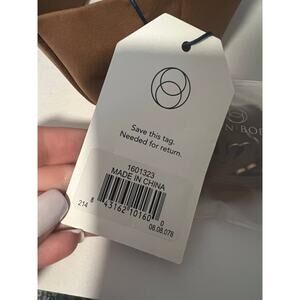 Save this tag.
Needed for return.
1601323
MADE IN CHINA
214
8 43162 10160 0
08.08.078